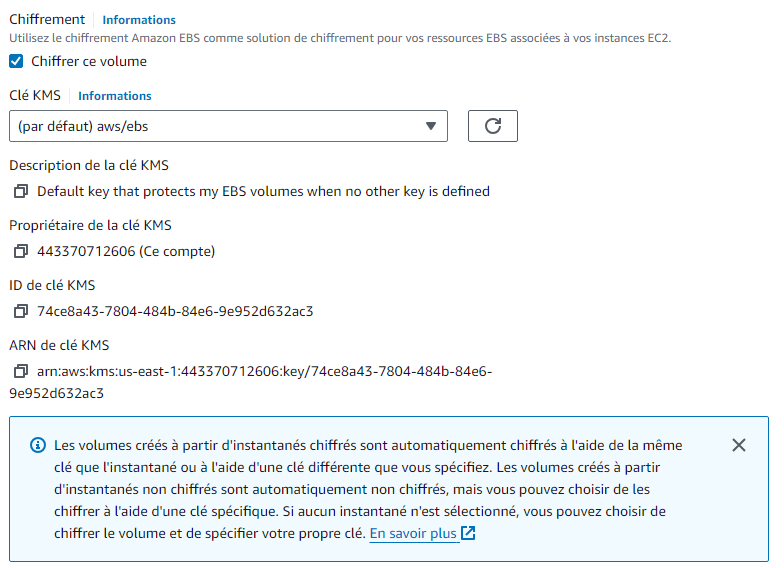 Chiffrement Informations
Utilisez le chiffrement Amazon EBS comme solution de chiffrement pour vos ressources EBS associées à vos instances EC2.
Chiffrer ce volume
Clé KMS Informations
(par défaut) aws/ebs
Description de la clé KMS
Default key that protects my EBS volumes when no other key is defined
Propriétaire de la clé KMS
443370712606 (Ce compte)
ID de clé KMS
74ce8a43-7804-484b-84e6-9e952d632ac3
ARN de clé KMS
arn:aws:kms:us-east-1:443370712606:key/74ce8a43-7804-484b-84e6-
9e952d632ac3
Les volumes créés à partir d'instantanés chiffrés sont automatiquement chiffrés à l'aide de la même
clé que l'instantané ou à l'aide d'une clé différente que vous spécifiez. Les volumes créés à partir
d'instantanés non chiffrés sont automatiquement non chiffrés, mais vous pouvez choisir de les
chiffrer à l'aide d'une clé spécifique. Si aucun instantané n'est sélectionné, vous pouvez choisir de
chiffrer le volume et de spécifier votre propre clé. En savoir plus